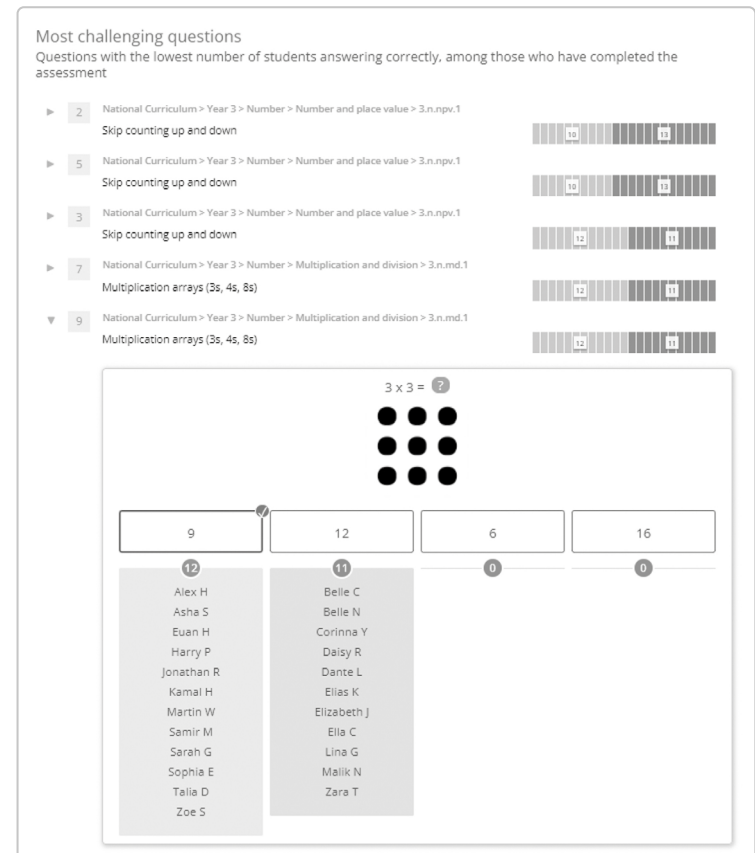 Most challenging questions
Questions with the lowest number of students answering correctly, among those who have completed the
assessment
2 National Curriculum > Year 3 > Number > Number and place value > 3.n.npv.1
Skip counting up and down
10 13
5 National Curriculum > Year 3 > Number > Number and place value > 3.n.npv.1
Skip counting up and down
10 13
3 National Curriculum > Year 3 > Number > Number and place value > 3.n.npv.1
Skip counting up and down
12 11
7 National Curriculum > Year 3 > Number > Multiplication and division > 3.n.md.1
Multiplication arrays (3s, 4s, 8s)
12 11
9 National Curriculum > Year 3 > Number > Multiplication and division > 3.n.md.1
Multiplication arrays (3s, 4s, 8s)
12 11
3 x 3 = ?
9 12 6 16
12 11 0 0
Alex H Belle C
Asha S Belle N
Euan H Corinna Y
Harry P Daisy R
Jonathan R Dante L
Kamal H Elias K
Martin W Elizabeth J
Samir M Ella C
Sarah G Lina G
Sophia E Malik N
Talia D Zara T
Zoe S